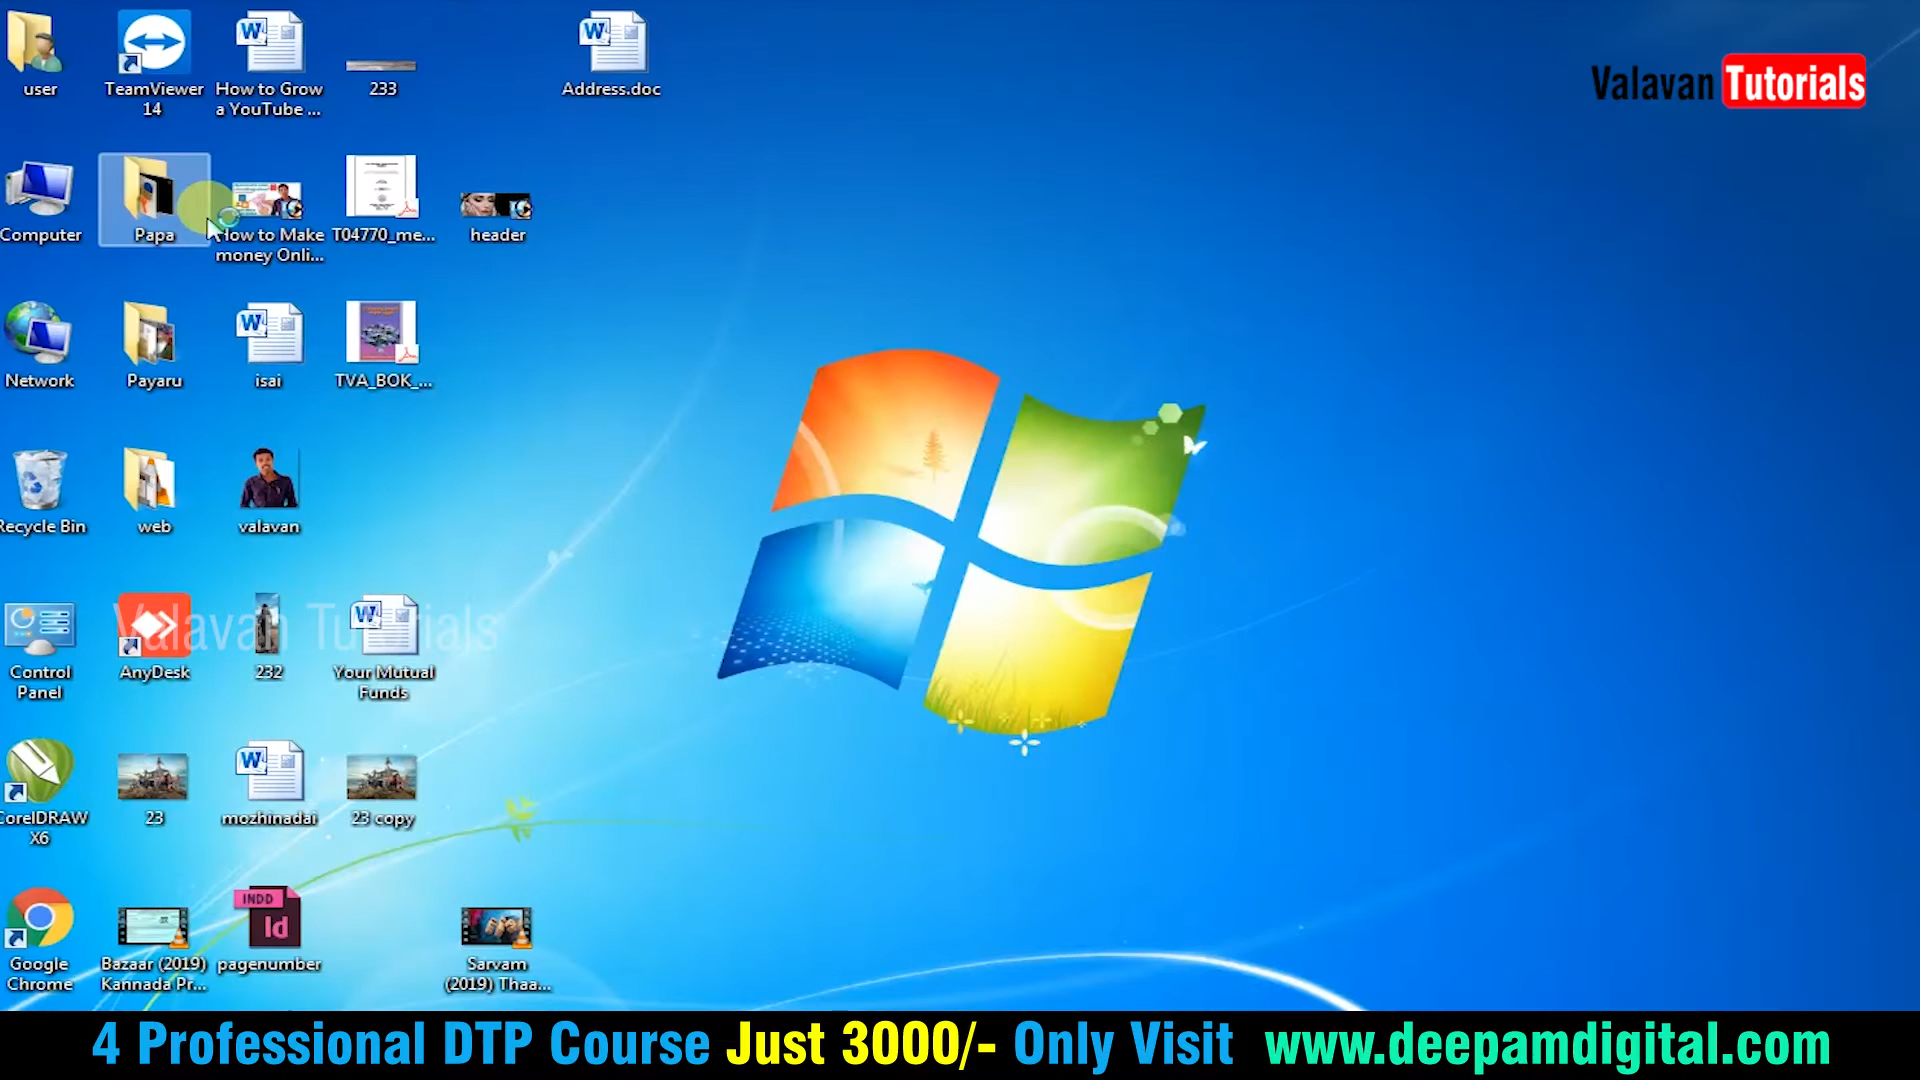 user
TeamViewer
14
How to Grow
a YouTube ...
233
Address.doc
Valavan Tutorials
Computer
Papa
How to Make
money Onli...
T04770_me...
header
Network
Payaru
isai
TVA_BOK_...
Recycle Bin
web
valavan
Valavan Tutorials
Control
Panel
AnyDesk
232
Your Mutual
Funds
CorelDRAW
X6
23
mozhinadai
23 copy
Google
Chrome
Bazaar (2019)
Kannada Pr...
INDD
Id
pagenumber
Sarvam
(2019) Thaa...
4 Professional DTP Course Just 3000/- Only Visit www.deepamdigital.com